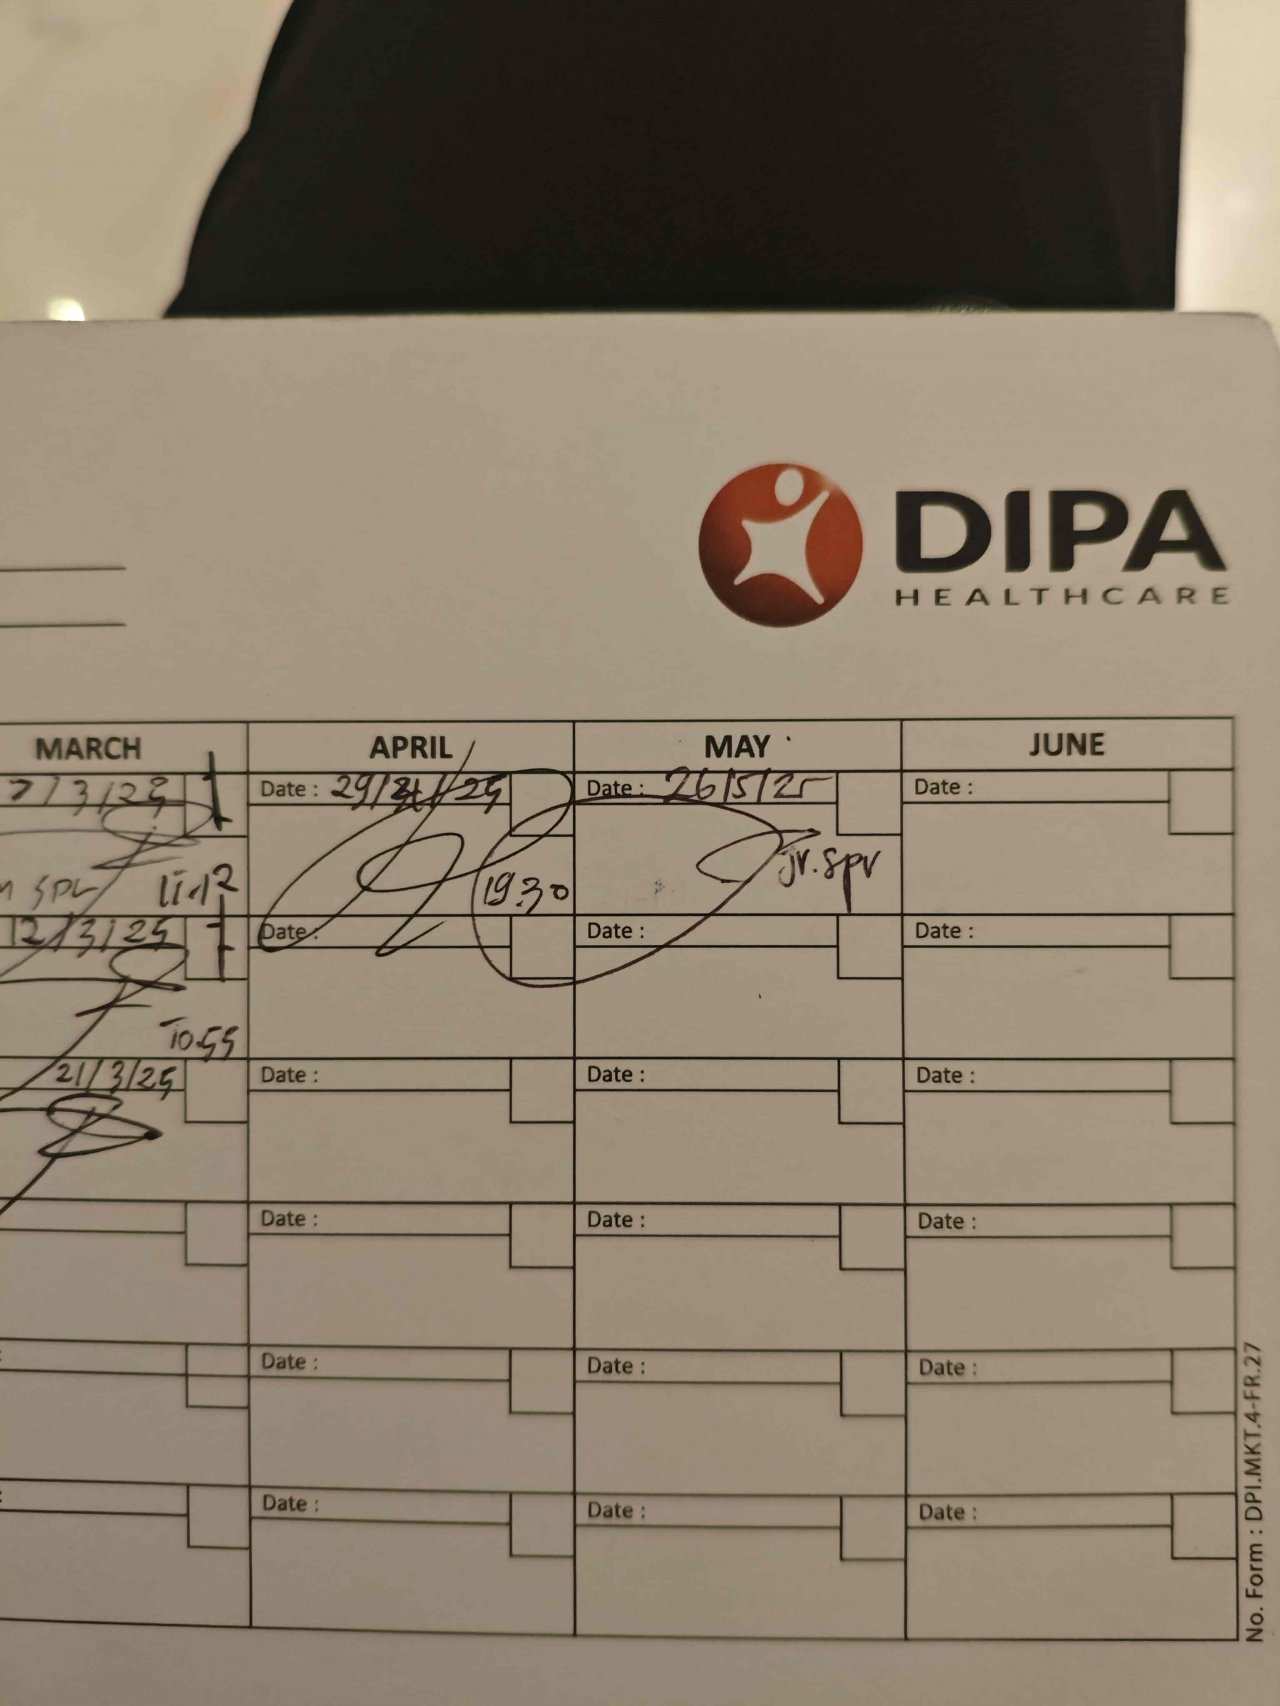 DIPA
HEALTHCARE
MARCH APRIL MAY JUNE
7/3/25 Date : 29/4/25 Date : 26/5/25 Date :
SPV 11.12 19.30 jr. spv
12/3/25 Date : Date : Date :
10.55
21/3/25 Date : Date : Date :
Date : Date : Date :
Date : Date : Date :
Date : Date : Date :
No. Form : DPI.MKT.4-FR.27